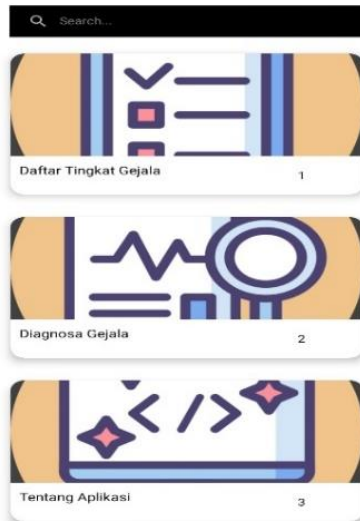 Search...
Daftar Tingkat Gejala 1
Diagnosa Gejala 2
</>
Tentang Aplikasi 3